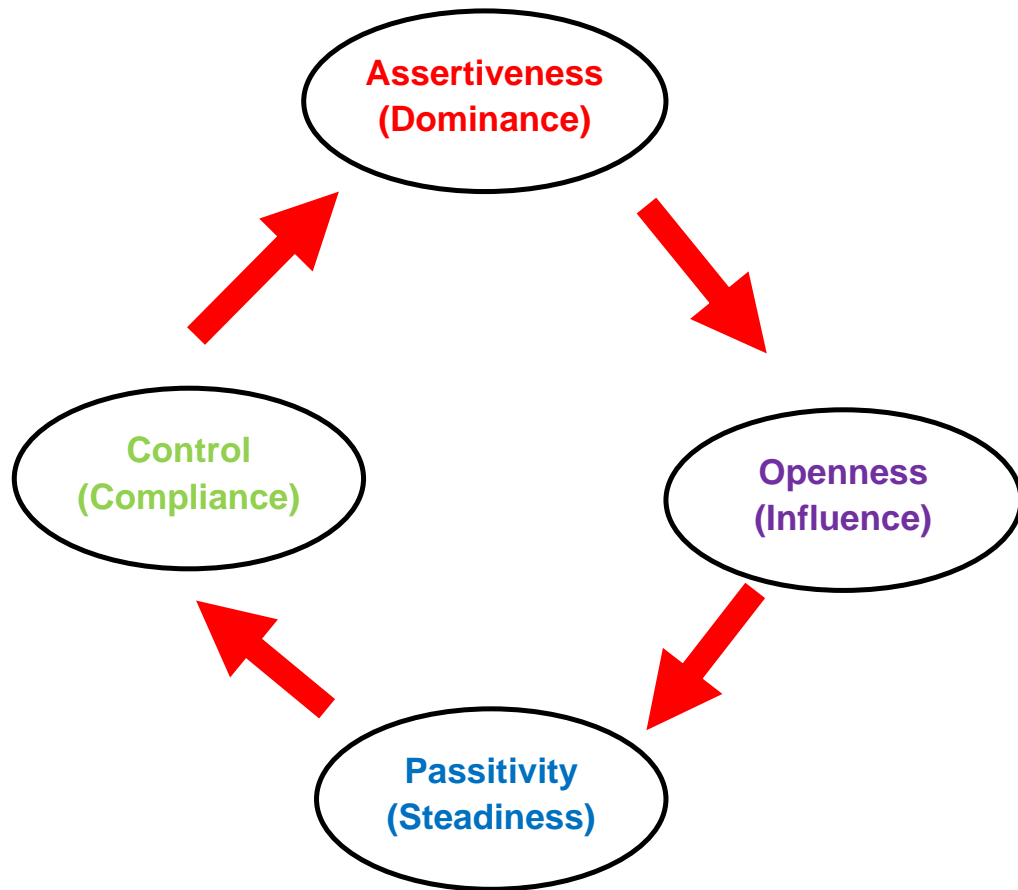 Assertiveness
(Dominance)
Control
(Compliance)
Openness
(Influence)
Passitivity
(Steadiness)